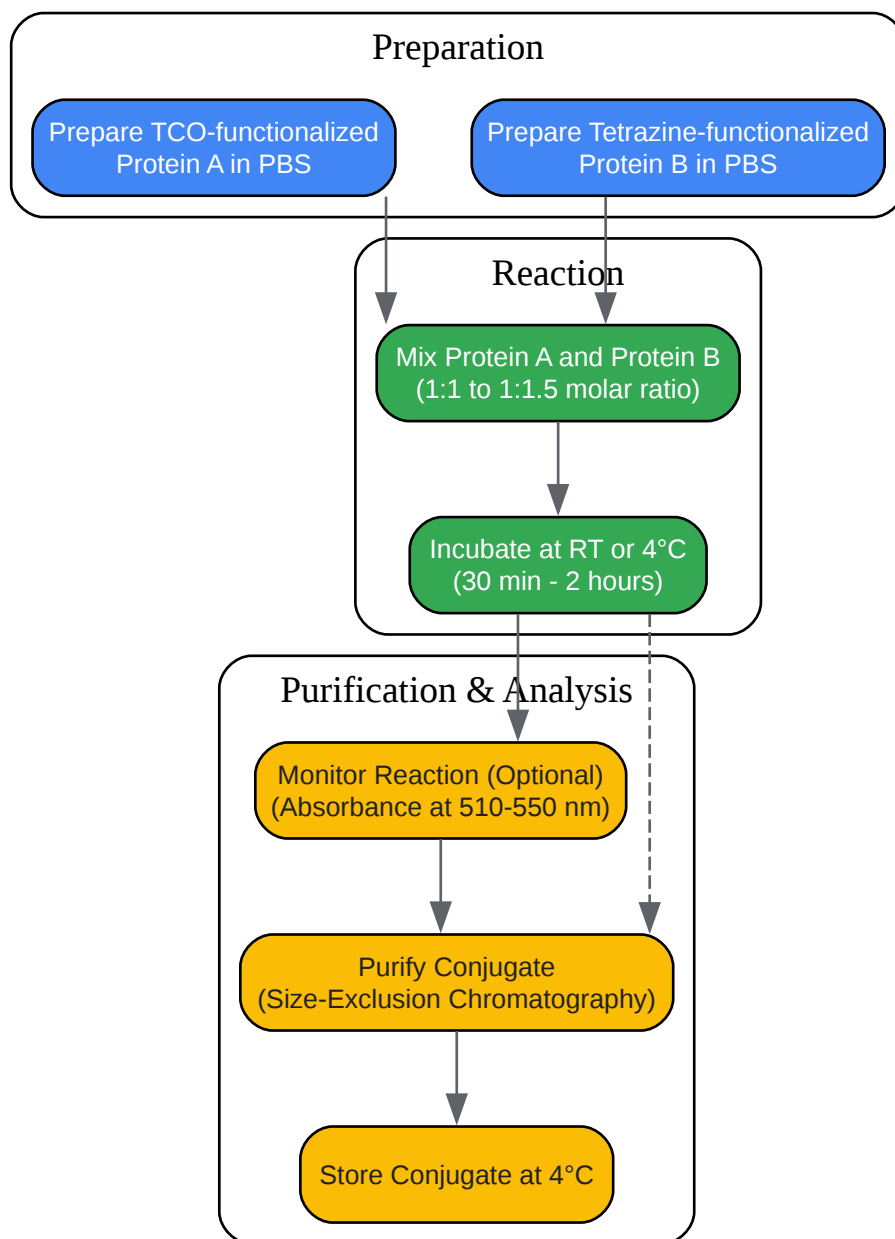 Preparation
Prepare TCO-functionalized
Protein A in PBS
Prepare Tetrazine-functionalized
Protein B in PBS
Reaction
Mix Protein A and Protein B
(1:1 to 1:1.5 molar ratio)
Incubate at RT or 4°C
(30 min - 2 hours)
Purification & Analysis
Monitor Reaction (Optional)
(Absorbance at 510-550 nm)
Purify Conjugate
(Size-Exclusion Chromatography)
Store Conjugate at 4°C